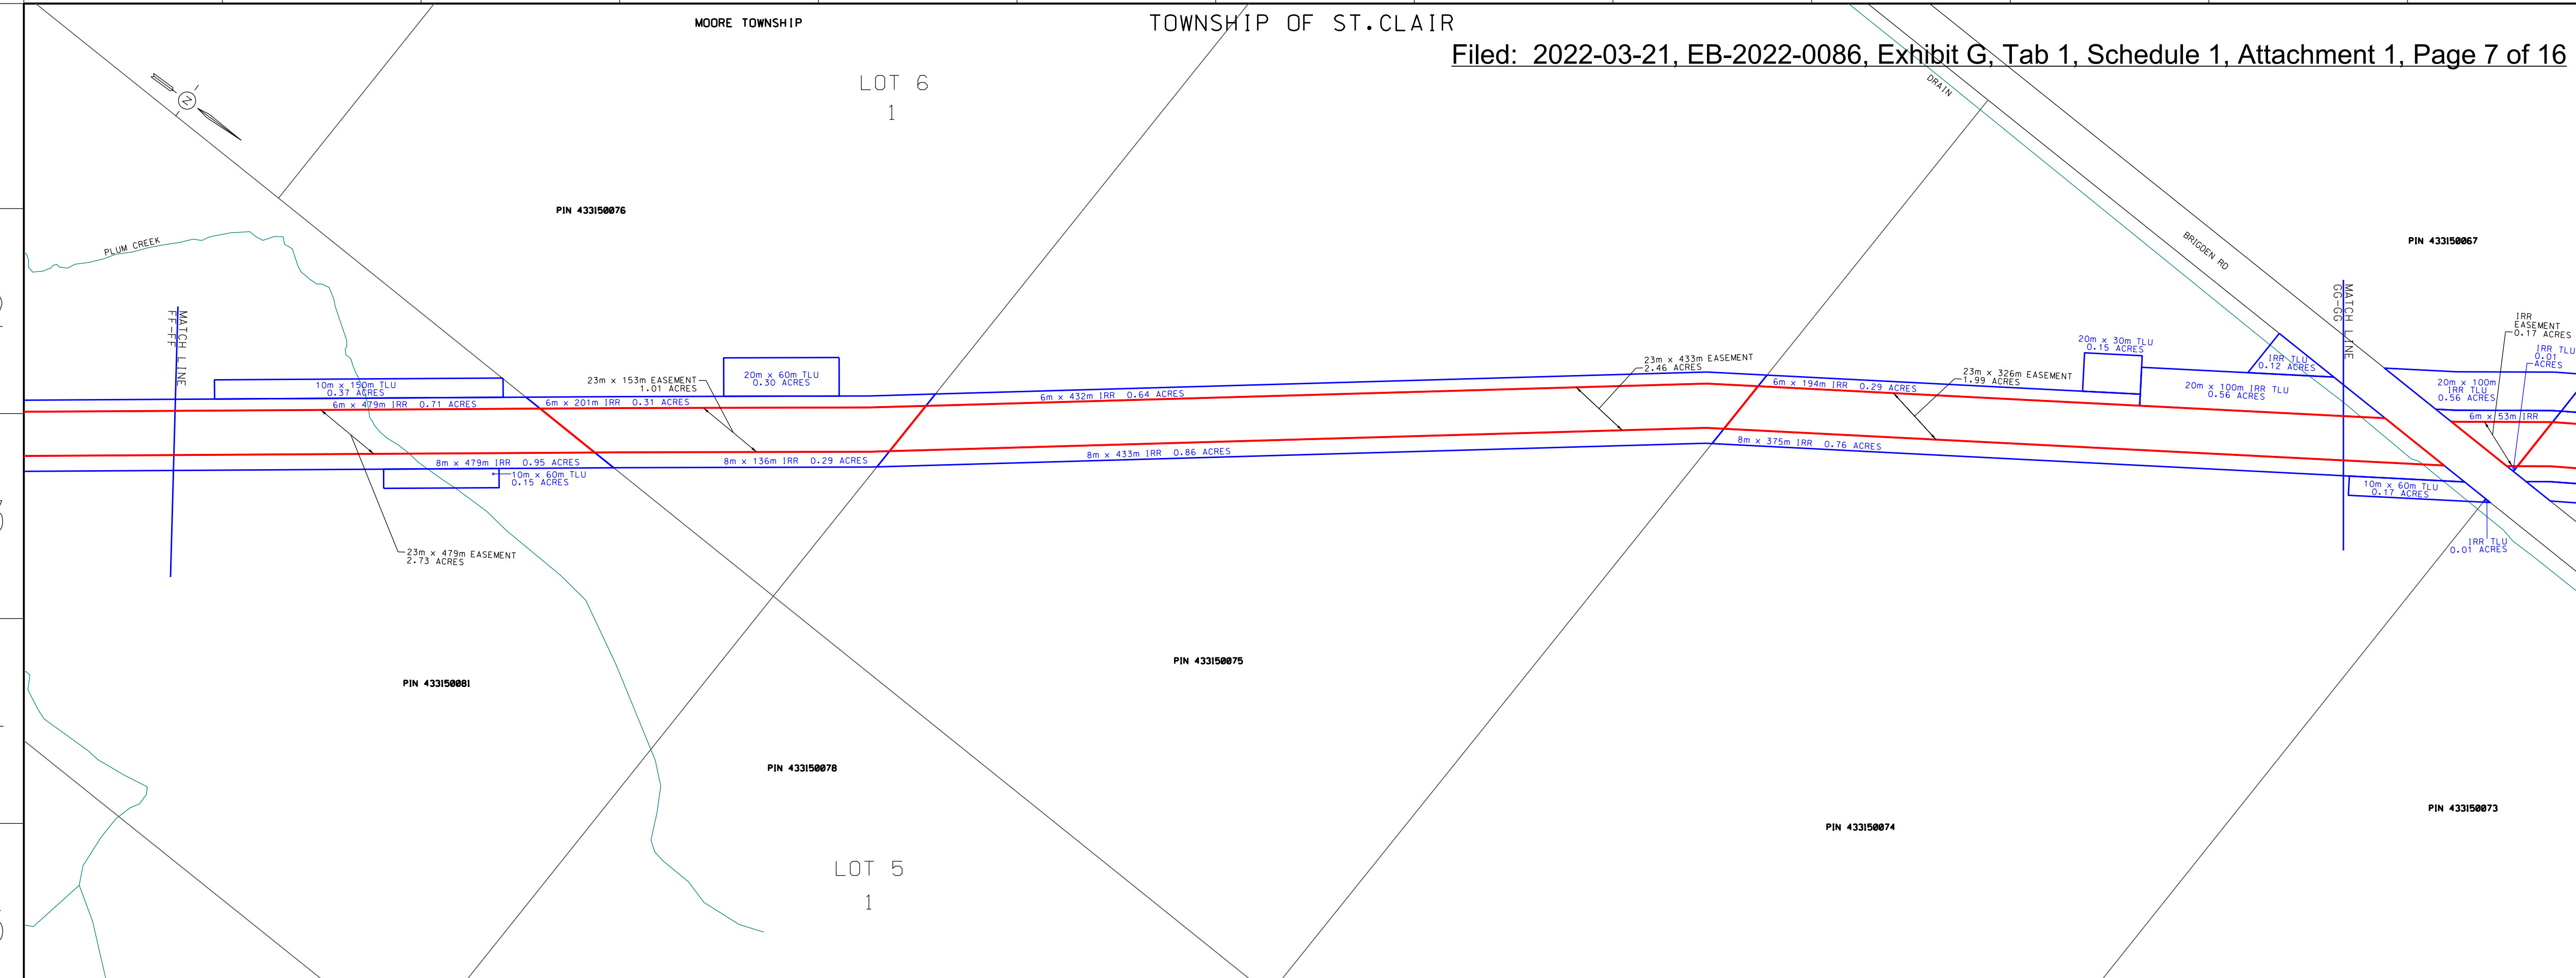 MOORE TOWNSHIP
TOWNSHIP OF ST.CLAIR
Filed: 2022-03-21, EB-2022-0086, Exhibit G, Tab 1, Schedule 1, Attachment 1, Page 7 of 16
LOT 6
1
DRAIN
Z
PIN 433150076
PLUM CREEK
BRIGDEN RD
PIN 433150067
MATCH LINE
FF-FF
MATCH LINE
GG-GG
10m x 150m TLU
0.37 ACRES
6m x 479m IRR 0.71 ACRES
6m x 201m IRR 0.31 ACRES
23m x 153m EASEMENT
1.01 ACRES
20m x 60m TLU
0.30 ACRES
6m x 432m IRR 0.64 ACRES
23m x 433m EASEMENT
2.46 ACRES
6m x 194m IRR 0.29 ACRES
23m x 326m EASEMENT
1.99 ACRES
20m x 30m TLU
0.15 ACRES
IRR TLU
0.12 ACRES
20m x 100m IRR TLU
0.56 ACRES
IRR
EASEMENT
0.17 ACRES
IRR TLU
0.01
ACRES
20m x 100m
IRR TLU
0.56 ACRES
6m x 53m IRR
8m x 479m IRR 0.95 ACRES
10m x 60m TLU
0.15 ACRES
8m x 136m IRR 0.29 ACRES
8m x 433m IRR 0.86 ACRES
8m x 375m IRR 0.76 ACRES
10m x 60m TLU
0.17 ACRES
IRR TLU
0.01 ACRES
23m x 479m EASEMENT
2.73 ACRES
PIN 433150081
PIN 433150075
PIN 433150078
PIN 433150074
PIN 433150073
LOT 5
1